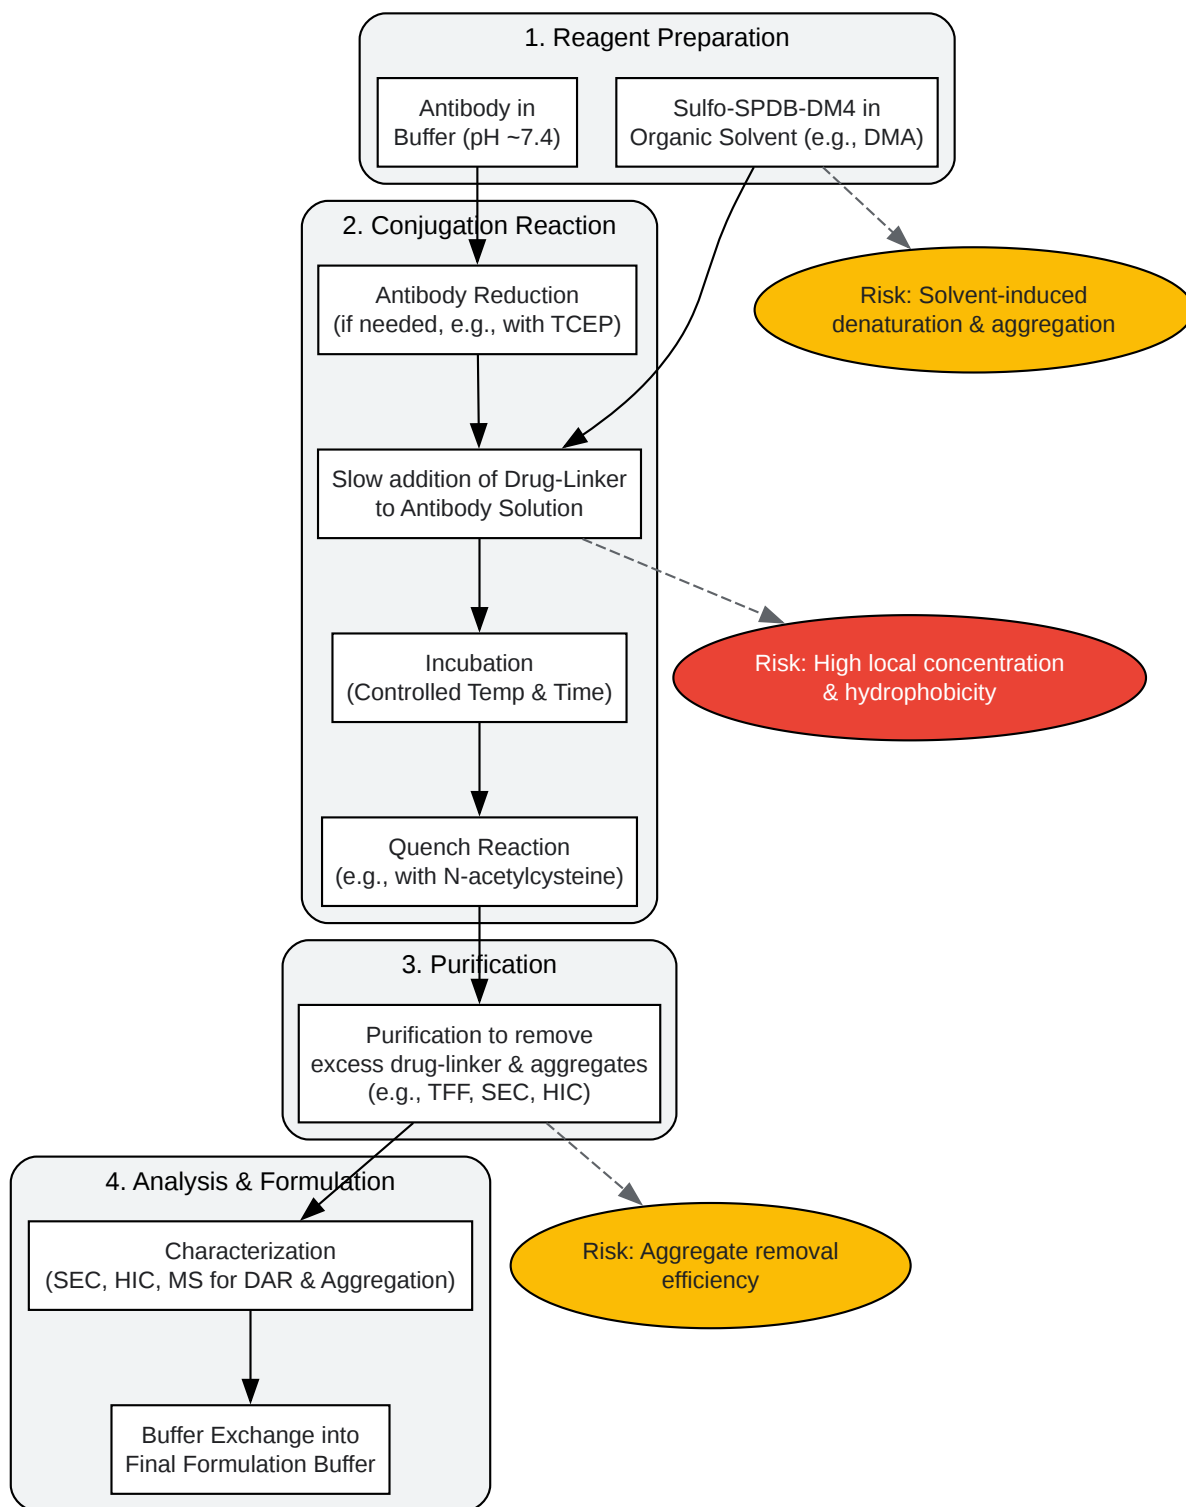 1. Reagent Preparation
Antibody in
Buffer (pH ~7.4)
Sulfo-SPDB-DM4 in
Organic Solvent (e.g., DMA)
2. Conjugation Reaction
Antibody Reduction
(if needed, e.g., with TCEP)
Risk: Solvent-induced
denaturation & aggregation
Slow addition of Drug-Linker
to Antibody Solution
Incubation
(Controlled Temp & Time)
Risk: High local concentration
& hydrophobicity
Quench Reaction
(e.g., with N-acetylcysteine)
3. Purification
Purification to remove
excess drug-linker & aggregates
(e.g., TFF, SEC, HIC)
4. Analysis & Formulation
Characterization
(SEC, HIC, MS for DAR & Aggregation)
Risk: Aggregate removal
efficiency
Buffer Exchange into
Final Formulation Buffer